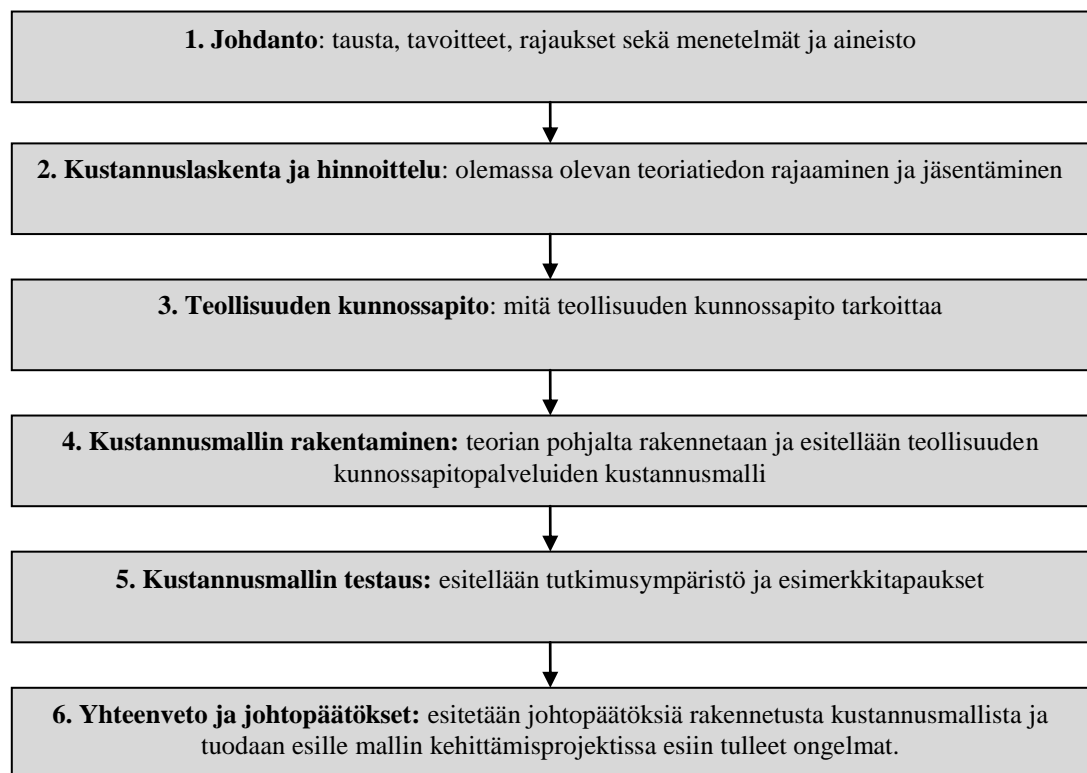 1. Johdanto: tausta, tavoitteet, rajaukset sekä menetelmät ja aineisto
2. Kustannuslaskenta ja hinnoittelu: olemassa olevan teoriatiedon rajaaminen ja jäsentäminen
3. Teollisuuden kunnossapito: mitä teollisuuden kunnossapito tarkoittaa
4. Kustannusmallin rakentaminen: teorian pohjalta rakennetaan ja esitellään teollisuuden
kunnossapitopalveluiden kustannusmalli
5. Kustannusmallin testaus: esitellään tutkimusympäristö ja esimerkkitapaukset
6. Yhteenveto ja johtopäätökset: esitetään johtopäätöksiä rakennetusta kustannusmallista ja
tuodaan esille mallin kehittämisprojektissa esiin tulleet ongelmat.